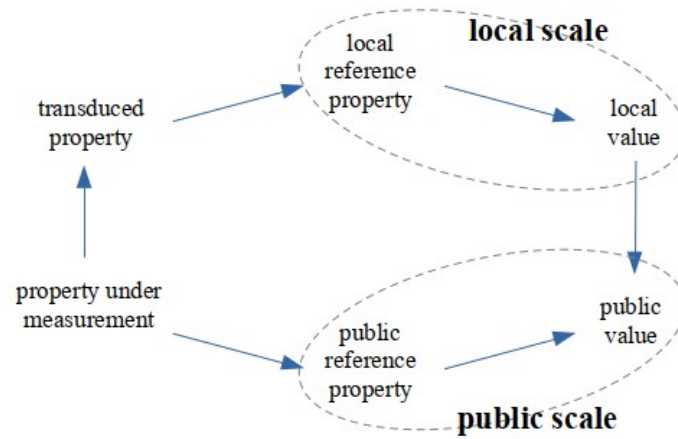 local scale
local
reference
property
transduced
property
local
value
property under
measurement
public
reference
property
public
value
public scale